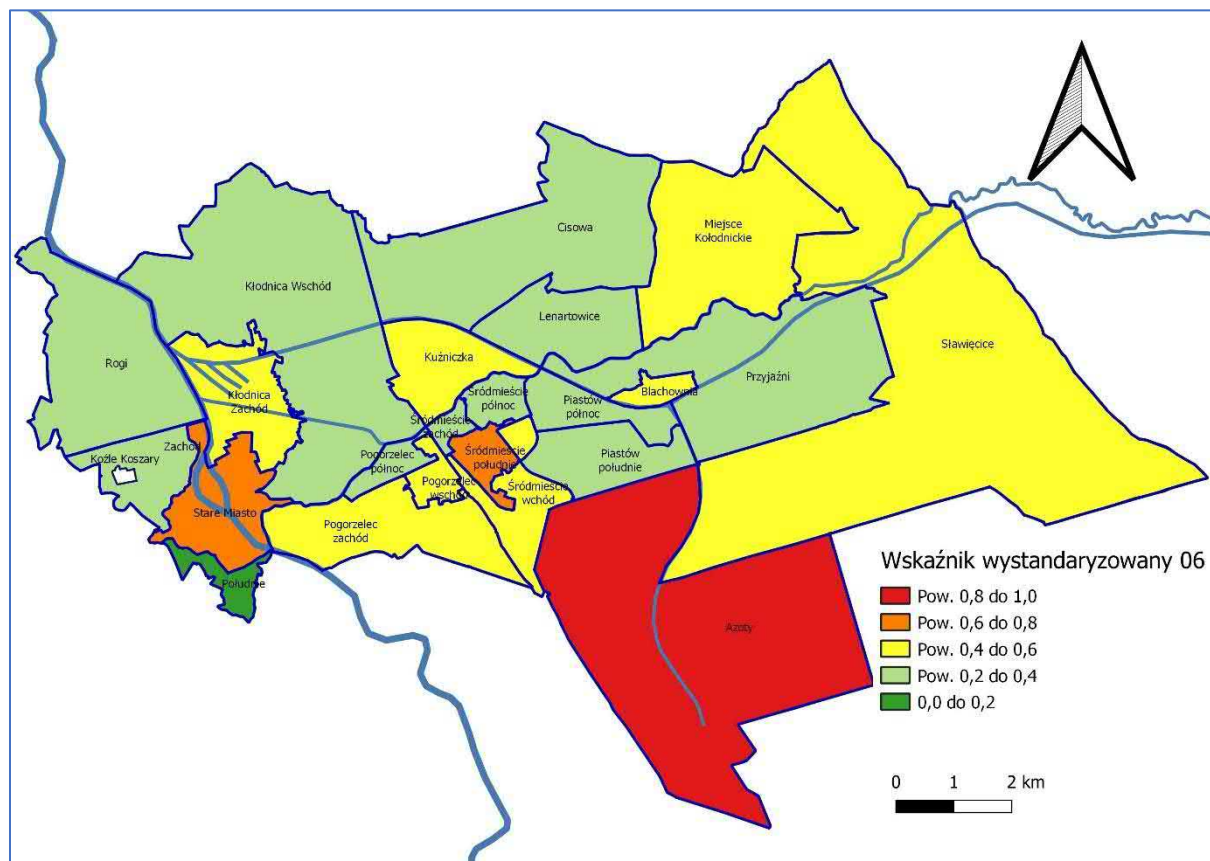 Cisowa
Miejsce
Kołodnickie
Kłodnica Wschód
Lenartowice
Sławięcice
Rogi
Kuźniczka
Przyjaźni
Blachownia
Kłodnica
Zachód
Śródmieście
północ
Piastów
północ
Śródmieście
zachód
Zachód
Koźle Koszary
Pogorzelec
północ
Śródmieście
południe
Piastów
południe
Pogorzelec
wschód
Śródmieście
wchód
Stare Miasto
Pogorzelec
zachód
Południe
Azoty
Wskaźnik wystandaryzowany 06
Pow. 0,8 do 1,0
Pow. 0,6 do 0,8
Pow. 0,4 do 0,6
Pow. 0,2 do 0,4
0,0 do 0,2
0 1 2 km